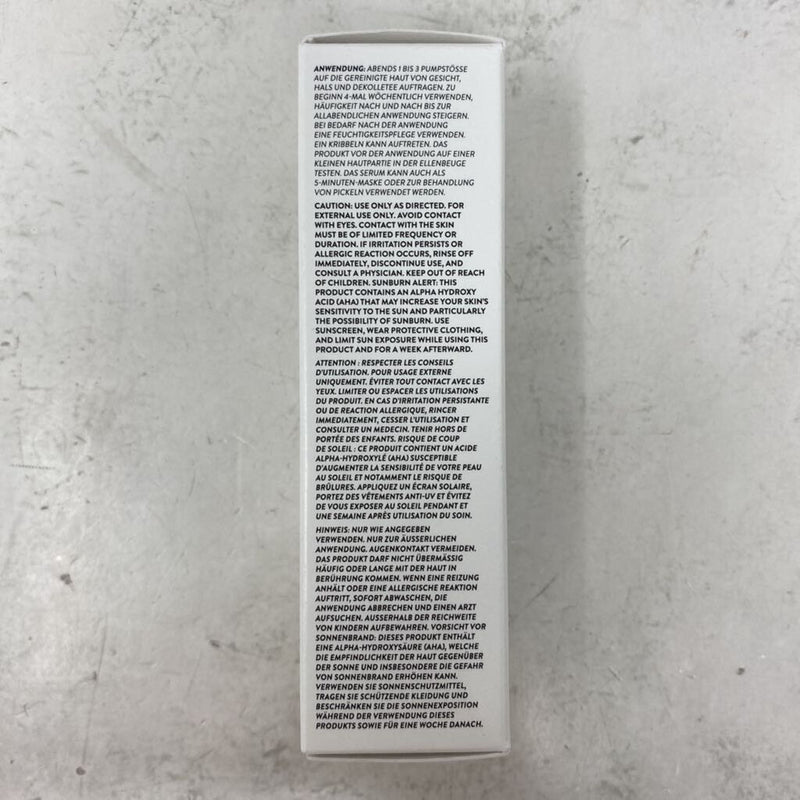 ANWENDUNG: ABENDS 1 BIS 3 PUMPSTÖSSE
AUF DIE GEREINIGTE HAUT VON GESICHT,
HALS UND DEKOLLETEE AUFTRAGEN. ZU
BEGINN 4-MAL WÖCHENTLICH VERWENDEN,
HÄUFIGKEIT NACH UND NACH BIS ZUR
ALLABENDLICHEN ANWENDUNG STEIGERN.
BEI BEDARF NACH DER ANWENDUNG
EINE FEUCHTIGKEITSPFLEGE VERWENDEN.
EIN KRIBBELN KANN AUFTRETEN. DAS
PRODUKT VOR DER ANWENDUNG AUF EINER
KLEINEN HAUTPARTIE IN DER ELLENBEUGE
TESTEN. DAS SERUM KANN AUCH ALS
5-MINUTEN-MASKE ODER ZUR BEHANDLUNG
VON PICKELN VERWENDET WERDEN.
CAUTION: USE ONLY AS DIRECTED. FOR
EXTERNAL USE ONLY. AVOID CONTACT
WITH EYES. CONTACT WITH THE SKIN
MUST BE OF LIMITED FREQUENCY OR
DURATION. IF IRRITATION PERSISTS OR
ALLERGIC REACTION OCCURS, RINSE OFF
IMMEDIATELY, DISCONTINUE USE, AND
CONSULT A PHYSICIAN. KEEP OUT OF REACH
OF CHILDREN. SUNBURN ALERT: THIS
PRODUCT CONTAINS AN ALPHA HYDROXY
ACID (AHA) THAT MAY INCREASE YOUR SKIN'S
SENSITIVITY TO THE SUN AND PARTICULARLY
THE POSSIBILITY OF SUNBURN. USE
SUNSCREEN, WEAR PROTECTIVE CLOTHING,
AND LIMIT SUN EXPOSURE WHILE USING THIS
PRODUCT AND FOR A WEEK AFTERWARD.
ATTENTION : RESPECTER LES CONSEILS
D'UTILISATION. POUR USAGE EXTERNE
UNIQUEMENT. ÉVITER TOUT CONTACT AVEC LES
YEUX. LIMITER OU ESPACER LES UTILISATIONS
DU PRODUIT. EN CAS D'IRRITATION PERSISTANTE
OU DE REACTION ALLERGIQUE, RINCER
IMMEDIATEMENT, CESSER L'UTILISATION ET
CONSULTER UN MEDECIN. TENIR HORS DE
PORTÉE DES ENFANTS. RISQUE DE COUP
DE SOLEIL : CE PRODUIT CONTIENT UN ACIDE
ALPHA-HYDROXYLÉ (AHA) SUSCEPTIBLE
D'AUGMENTER LA SENSIBILITÉ DE VOTRE PEAU
AU SOLEIL ET NOTAMMENT LE RISQUE DE
BRÛLURES. APPLIQUEZ UN ÉCRAN SOLAIRE,
PORTEZ DES VÊTEMENTS ANTI-UV ET ÉVITEZ
DE VOUS EXPOSER AU SOLEIL PENDANT ET
UNE SEMAINE APRÈS UTILISATION DU SOIN.
HINWEIS: NUR WIE ANGEGEBEN
VERWENDEN. NUR ZUR ÄUSSERLICHEN
ANWENDUNG. AUGENKONTAKT VERMEIDEN.
DAS PRODUKT DARF NICHT ÜBERMÄSSIG
HÄUFIG ODER LANGE MIT DER HAUT IN
BERÜHRUNG KOMMEN. WENN EINE REIZUNG
ANHÄLT ODER EINE ALLERGISCHE REAKTION
AUFTRITT, SOFORT ABWASCHEN, DIE
ANWENDUNG ABBRECHEN UND EINEN ARZT
AUFSUCHEN. AUSSERHALB DER REICHWEITE
VON KINDERN AUFBEWAHREN. VORSICHT VOR
SONNENBRAND: DIESES PRODUKT ENTHÄLT
EINE ALPHA-HYDROXYSÄURE (AHA), WELCHE
DIE EMPFINDLICHKEIT DER HAUT GEGENÜBER
DER SONNE UND INSBESONDERE DIE GEFAHR
VON SONNENBRAND ERHÖHEN KANN.
VERWENDEN SIE SONNENSCHUTZMITTEL,
TRAGEN SIE SCHÜTZENDE KLEIDUNG UND
BESCHRÄNKEN SIE DIE SONNENEXPOSITION
WÄHREND DER VERWENDUNG DIESES
PRODUKTS SOWIE FÜR EINE WOCHE DANACH.